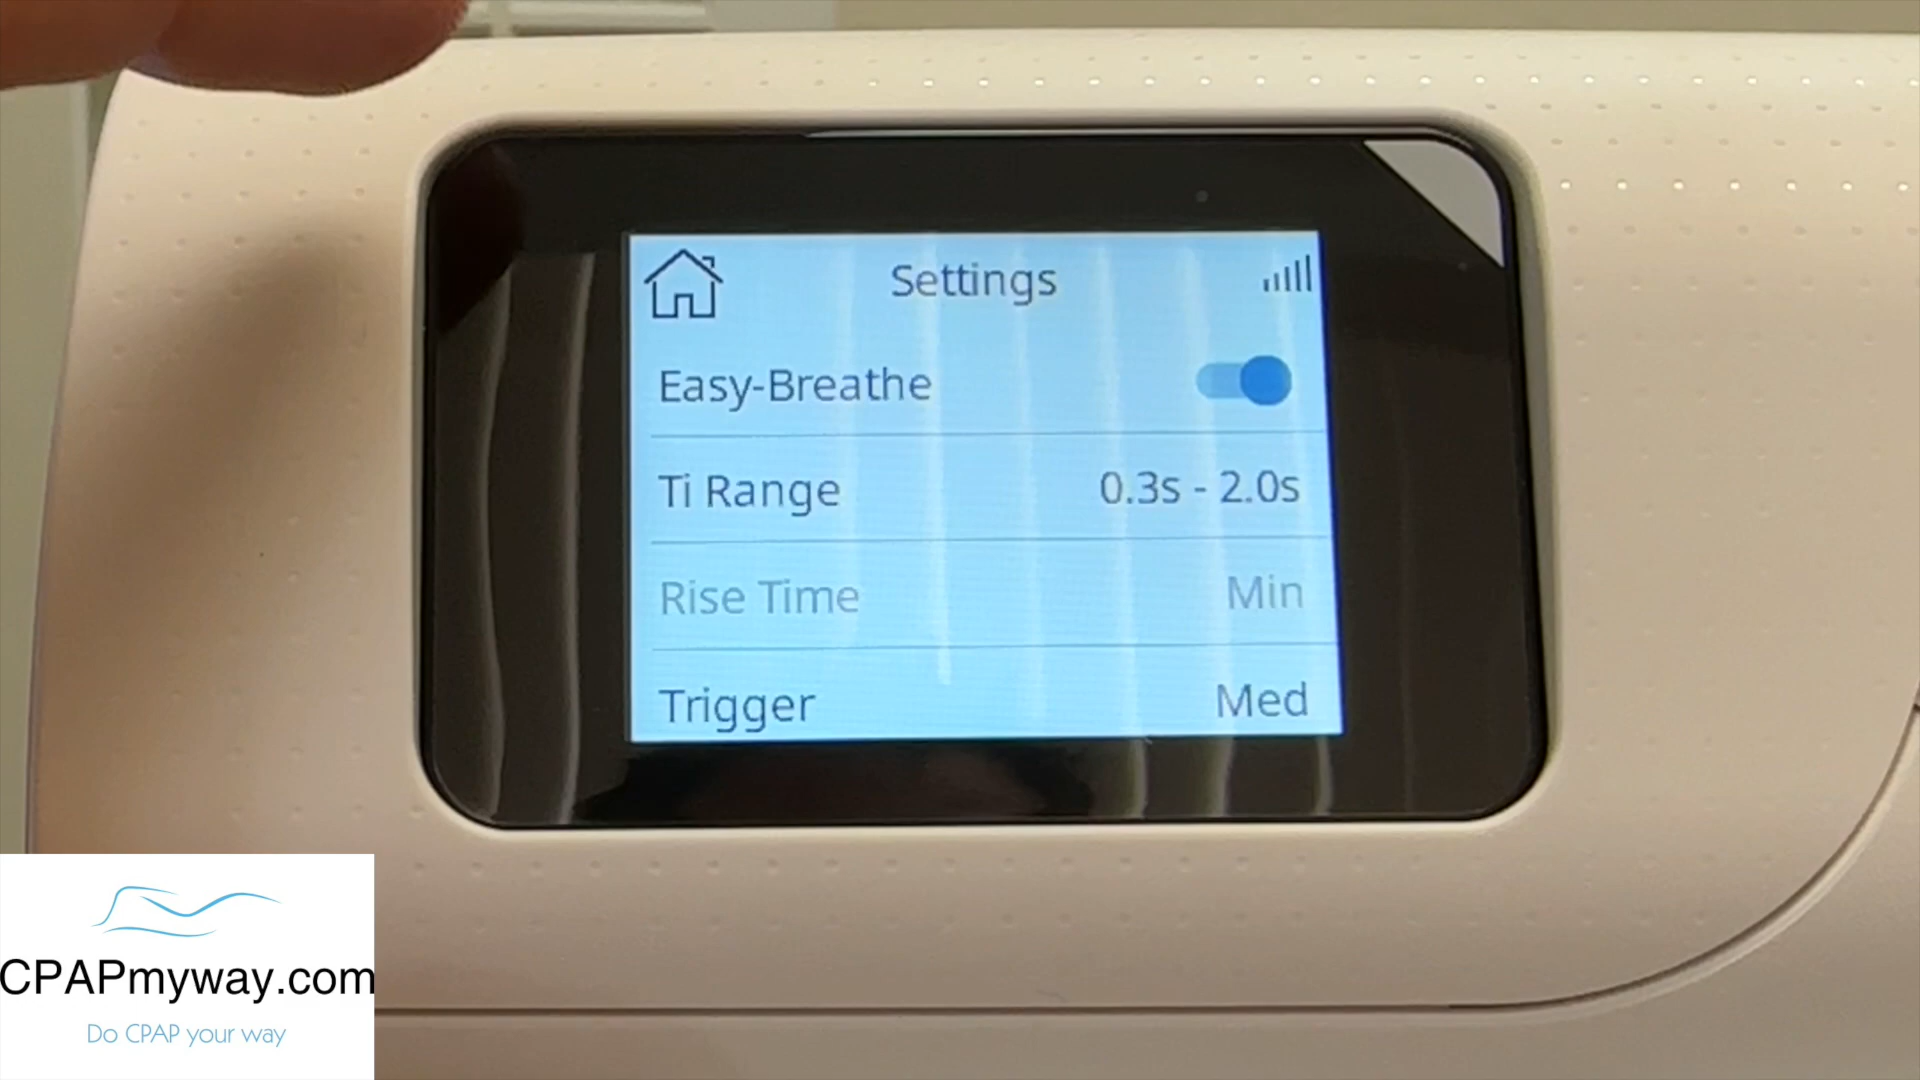 Settings
Easy-Breathe
Ti Range 0.3s - 2.0s
Rise Time Min
Trigger Med
CPAPmyway.com
Do CPAP your way